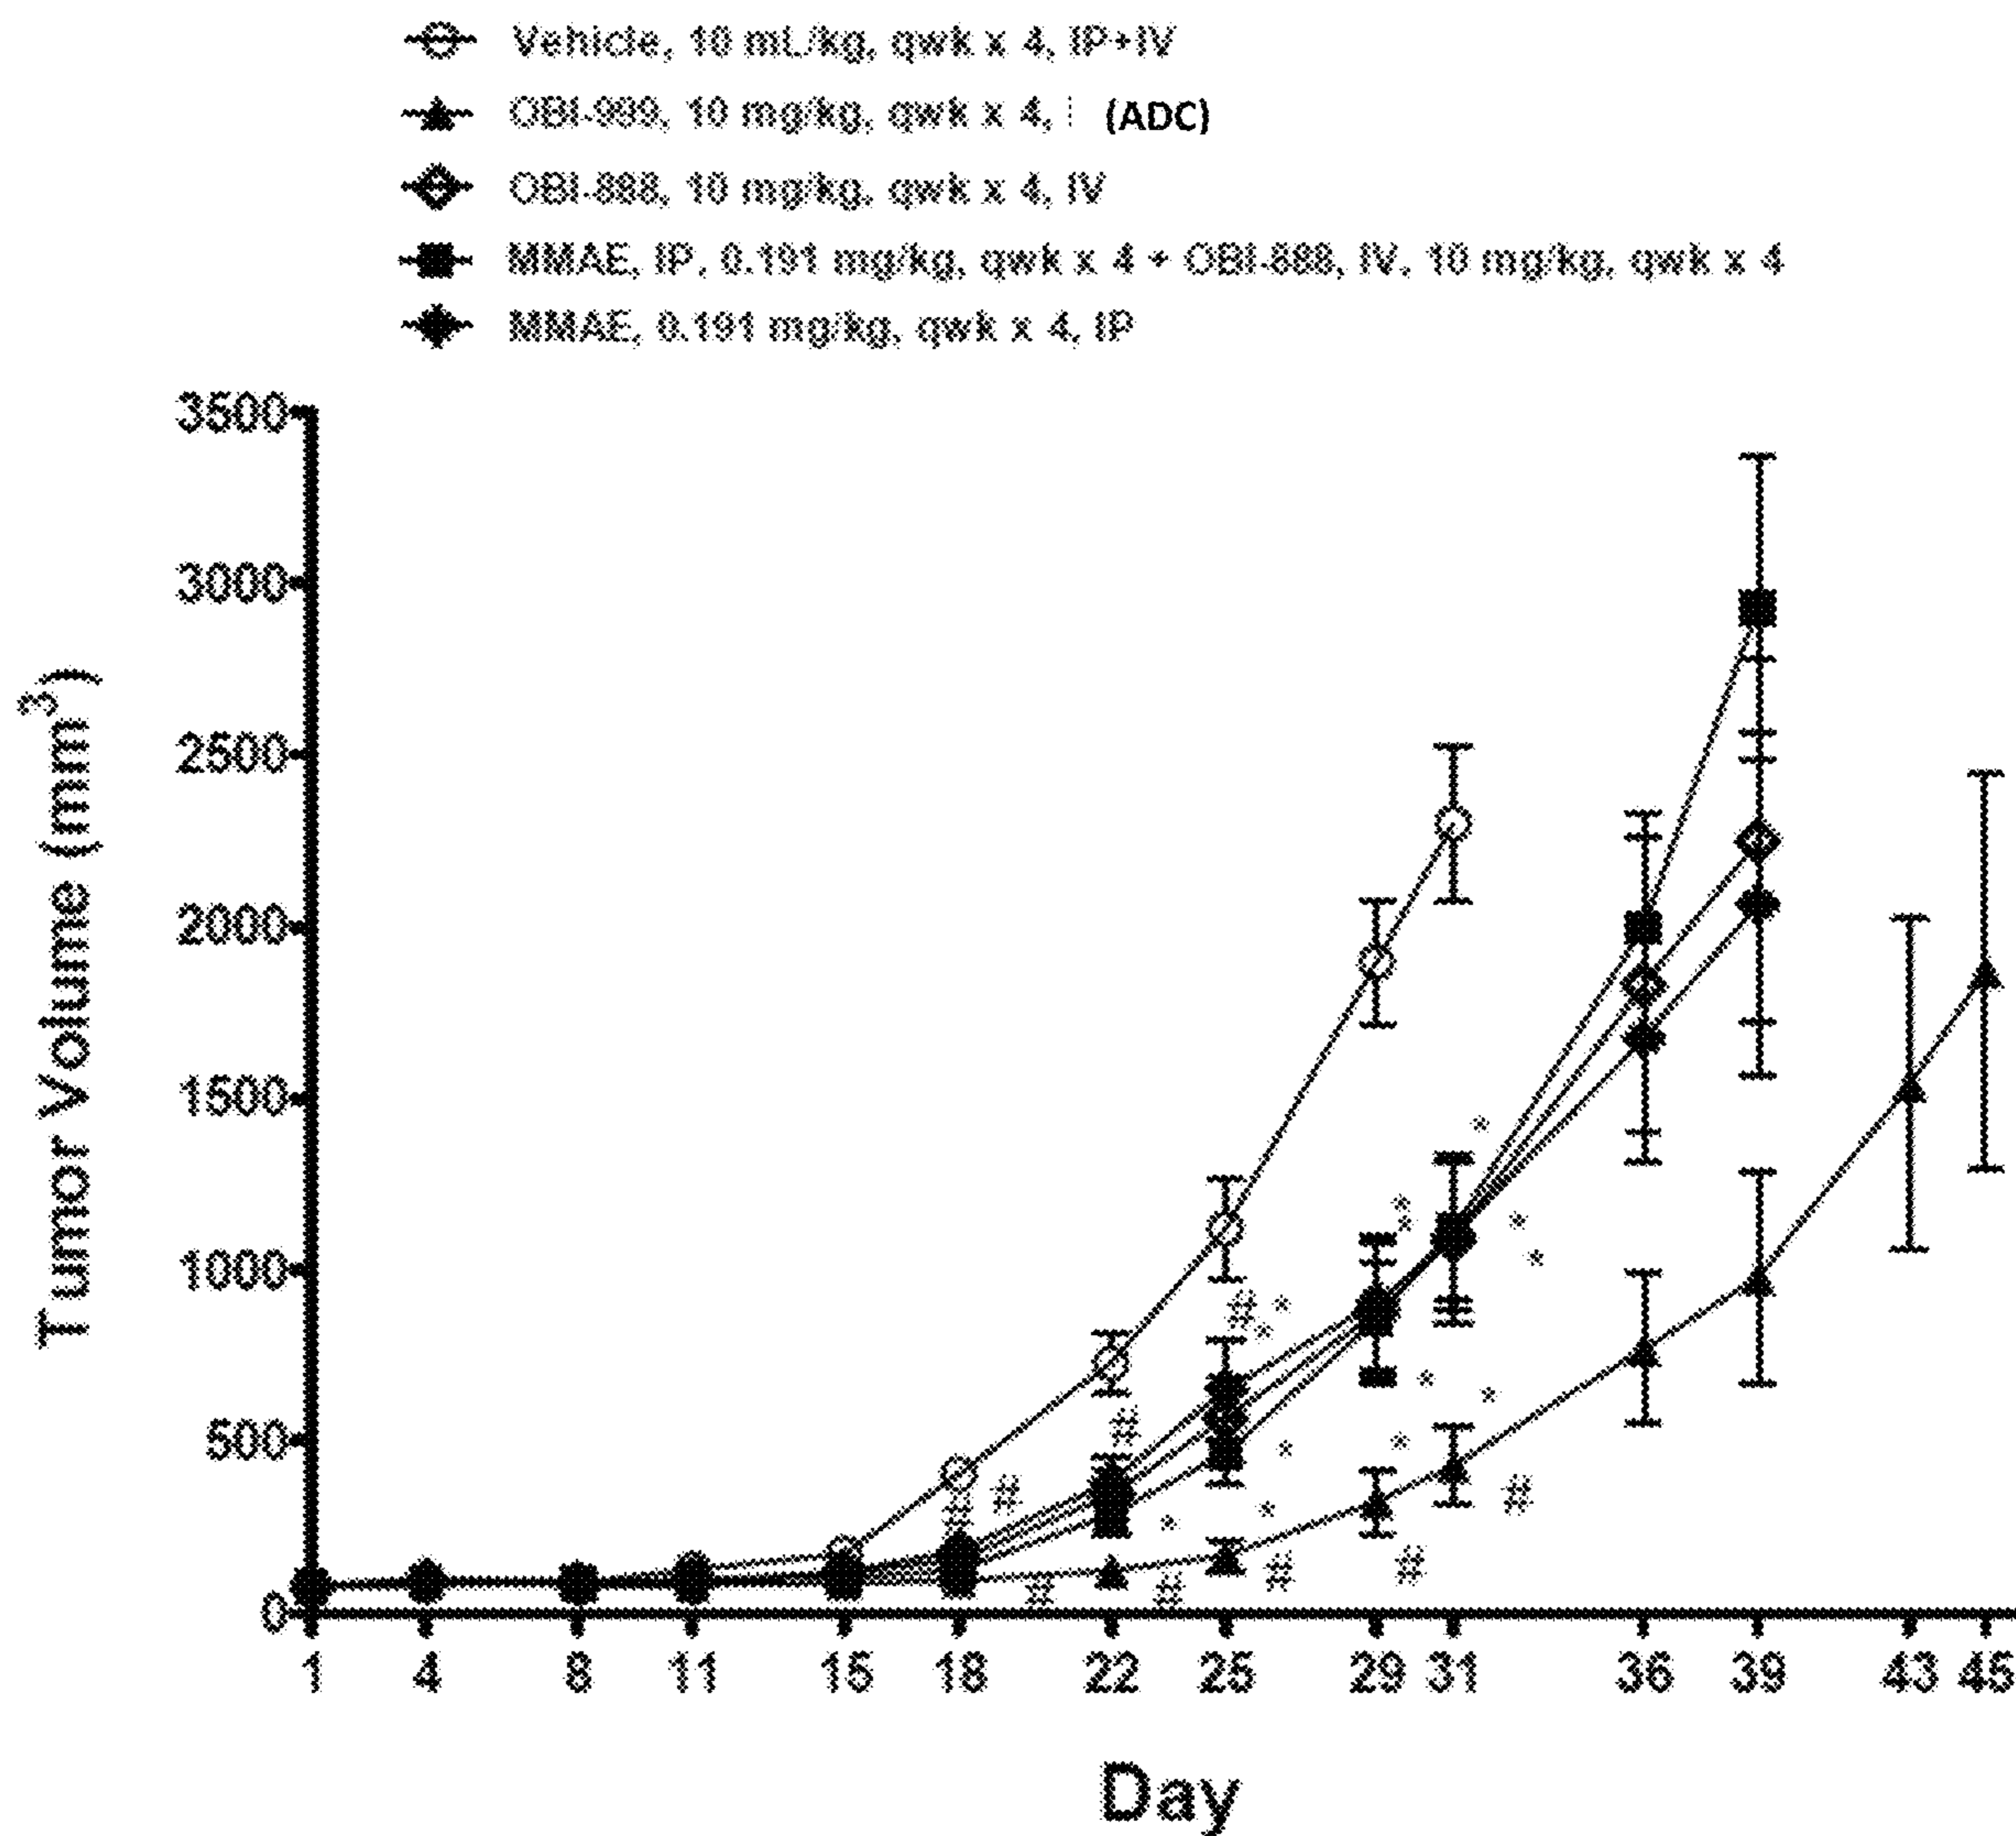 Vehicle, 10 mL/kg, qwk x 4, IP+IV
OBI-999, 10 mg/kg, qwk x 4, (ADC)
OBI-888, 10 mg/kg, qwk x 4, IV
MMAE, IP, 0.191 mg/kg, qwk x 4 + OBI-888, IV, 10 mg/kg, qwk x 4
MMAE, 0.191 mg/kg, qwk x 4, IP
3500
3000
2500
2000
1500
1000
500
0
Tumor Volume (mm³)
1 4 8 11 15 18 22 25 29 31 36 39 43 45
Day